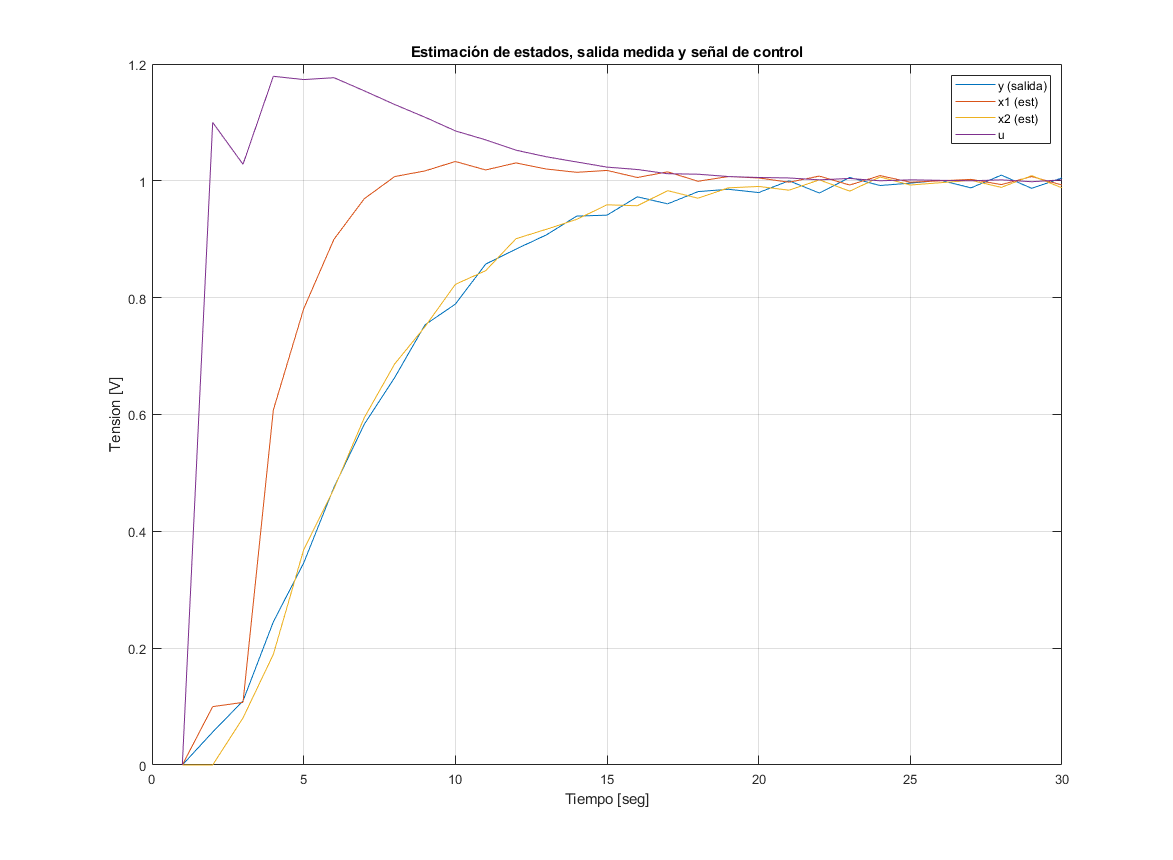 Estimación de estados, salida medida y señal de control
y (salida)
x1 (est)
x2 (est)
u
1.2
1
0.8
0.6
0.4
0.2
0
Tension [V]
0 5 10 15 20 25 30
Tiempo [seg]